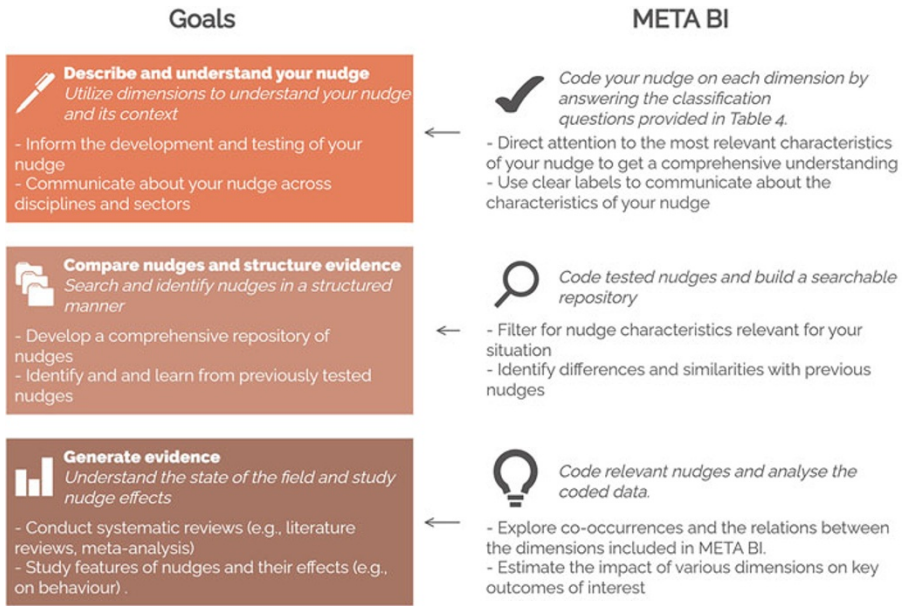 Goals
META BI
Describe and understand your nudge
Utilize dimensions to understand your nudge
and its context
- Inform the development and testing of your
nudge
- Communicate about your nudge across
disciplines and sectors
Code your nudge on each dimension by
answering the classification
questions provided in Table 4.
- Direct attention to the most relevant characteristics
of your nudge to get a comprehensive understanding
- Use clear labels to communicate about the
characteristics of your nudge
Compare nudges and structure evidence
Search and identify nudges in a structured
manner
- Develop a comprehensive repository of
nudges
- Identify and and learn from previously tested
nudges
Code tested nudges and build a searchable
repository
- Filter for nudge characteristics relevant for your
situation
- Identify differences and similarities with previous
nudges
Generate evidence
Understand the state of the field and study
nudge effects
- Conduct systematic reviews (e.g., literature
reviews, meta-analysis)
- Study features of nudges and their effects (e.g.,
on behaviour) .
Code relevant nudges and analyse the
coded data.
- Explore co-occurrences and the relations between
the dimensions included in META BI.
- Estimate the impact of various dimensions on key
outcomes of interest